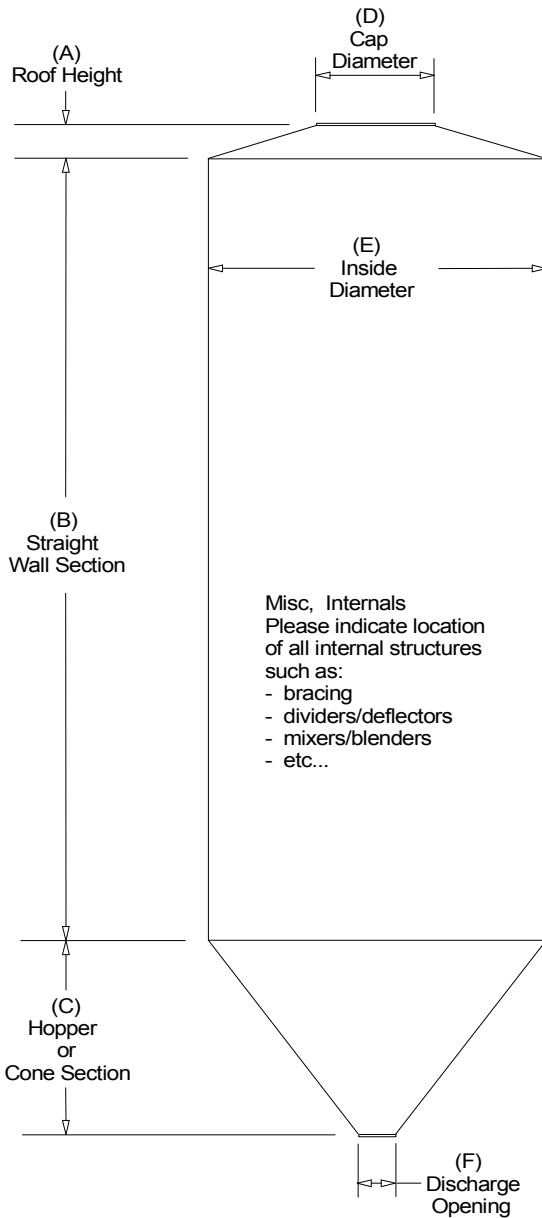 (D)
Cap
Diameter
(A)
Roof Height
(E)
Inside
Diameter
(B)
Straight
Wall Section
Misc, Internals
Please indicate location
of all internal structures
such as:
- bracing
- dividers/deflectors
- mixers/blenders
- etc...
(C)
Hopper
or
Cone Section
(F)
Discharge
Opening